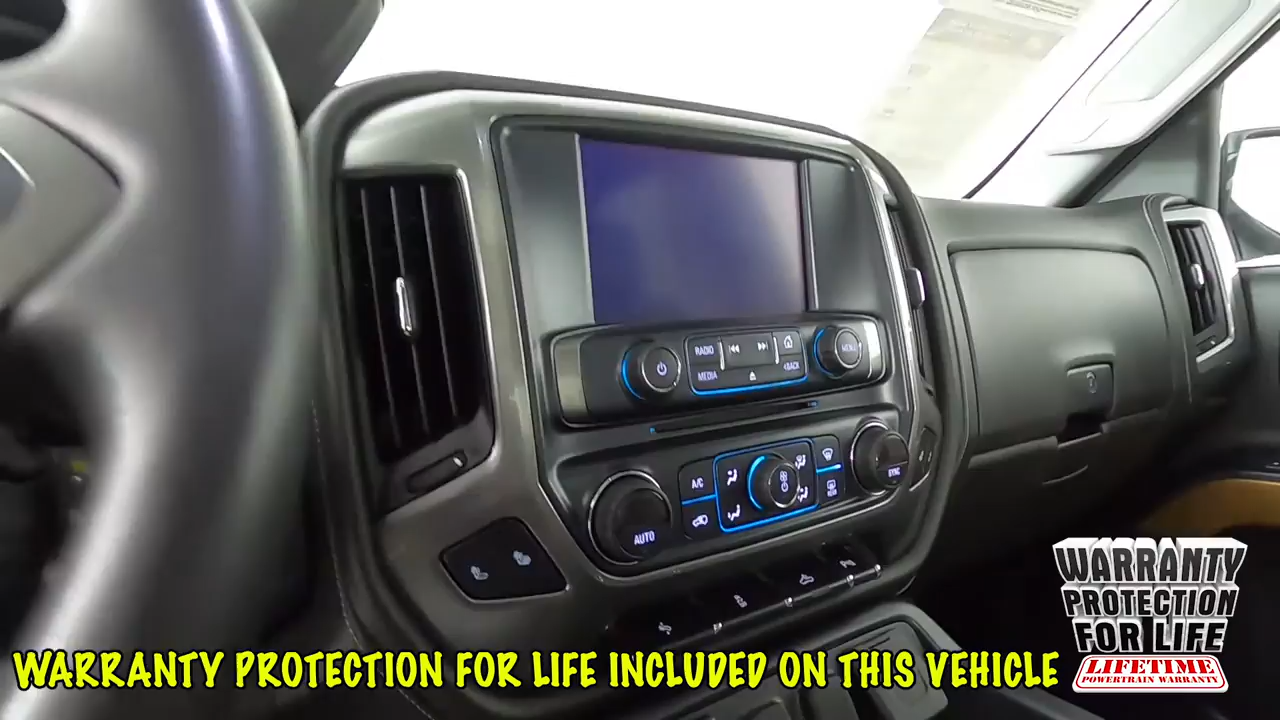 RADIO
MEDIA
<BACK
MENU
A/C
AUTO
REAR
SYNC
WARRANTY
PROTECTION
FOR LIFE
LIFETIME
POWERTRAIN WARRANTY
WARRANTY PROTECTION FOR LIFE INCLUDED ON THIS VEHICLE